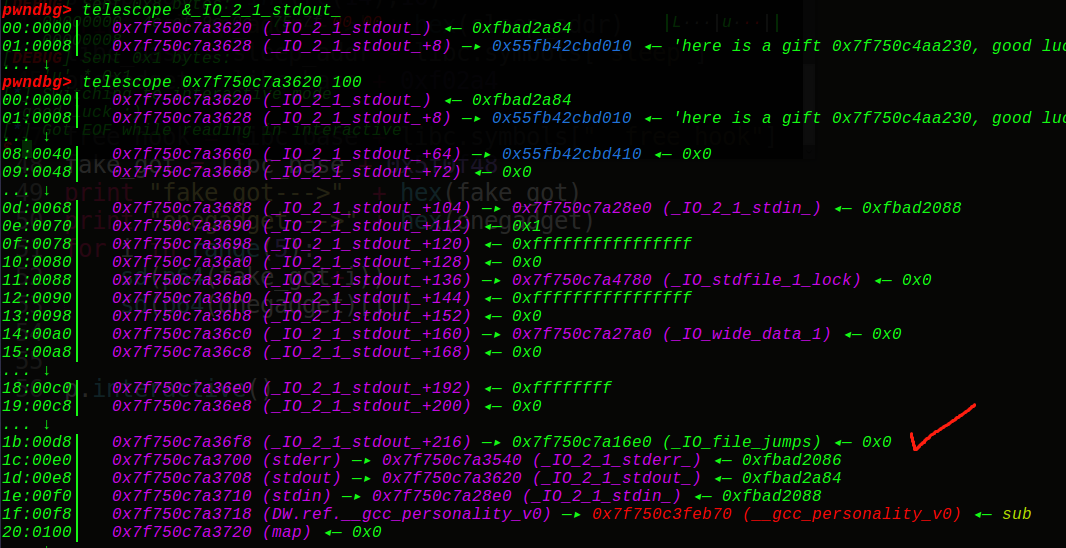 pwndbg> telescope &_IO_2_1_stdout_
00:0000│ 0x7f750c7a3620 (_IO_2_1_stdout_) ◂— 0xfbad2a84
01:0008│ 0x7f750c7a3628 (_IO_2_1_stdout_+8) —▸ 0x55fb42cbd010 ◂— 'here is a gift 0x7f750c4aa230, good luc
... ↓
pwndbg> telescope 0x7f750c7a3620 100
00:0000│ 0x7f750c7a3620 (_IO_2_1_stdout_) ◂— 0xfbad2a84
01:0008│ 0x7f750c7a3628 (_IO_2_1_stdout_+8) —▸ 0x55fb42cbd010 ◂— 'here is a gift 0x7f750c4aa230, good luc
... ↓
08:0040│ 0x7f750c7a3660 (_IO_2_1_stdout_+64) —▸ 0x55fb42cbd410 ◂— 0x0
09:0048│ 0x7f750c7a3668 (_IO_2_1_stdout_+72) ◂— 0x0
... ↓
0d:0068│ 0x7f750c7a3688 (_IO_2_1_stdout_+104) —▸ 0x7f750c7a28e0 (_IO_2_1_stdin_) ◂— 0xfbad2088
0e:0070│ 0x7f750c7a3690 (_IO_2_1_stdout_+112) ◂— 0x1
0f:0078│ 0x7f750c7a3698 (_IO_2_1_stdout_+120) ◂— 0xffffffffffffffff
10:0080│ 0x7f750c7a36a0 (_IO_2_1_stdout_+128) ◂— 0x0
11:0088│ 0x7f750c7a36a8 (_IO_2_1_stdout_+136) —▸ 0x7f750c7a4780 (_IO_stdfile_1_lock) ◂— 0x0
12:0090│ 0x7f750c7a36b0 (_IO_2_1_stdout_+144) ◂— 0xffffffffffffffff
13:0098│ 0x7f750c7a36b8 (_IO_2_1_stdout_+152) ◂— 0x0
14:00a0│ 0x7f750c7a36c0 (_IO_2_1_stdout_+160) —▸ 0x7f750c7a27a0 (_IO_wide_data_1) ◂— 0x0
15:00a8│ 0x7f750c7a36c8 (_IO_2_1_stdout_+168) ◂— 0x0
... ↓
18:00c0│ 0x7f750c7a36e0 (_IO_2_1_stdout_+192) ◂— 0xffffffff
19:00c8│ 0x7f750c7a36e8 (_IO_2_1_stdout_+200) ◂— 0x0
... ↓
1b:00d8│ 0x7f750c7a36f8 (_IO_2_1_stdout_+216) —▸ 0x7f750c7a16e0 (_IO_file_jumps) ◂— 0x0
1c:00e0│ 0x7f750c7a3700 (stderr) —▸ 0x7f750c7a3540 (_IO_2_1_stderr_) ◂— 0xfbad2086
1d:00e8│ 0x7f750c7a3708 (stdout) —▸ 0x7f750c7a3620 (_IO_2_1_stdout_) ◂— 0xfbad2a84
1e:00f0│ 0x7f750c7a3710 (stdin) —▸ 0x7f750c7a28e0 (_IO_2_1_stdin_) ◂— 0xfbad2088
1f:00f8│ 0x7f750c7a3718 (DW.ref.__gcc_personality_v0) —▸ 0x7f750c3feb70 (__gcc_personality_v0) ◂— sub
20:0100│ 0x7f750c7a3720 (map) ◂— 0x0